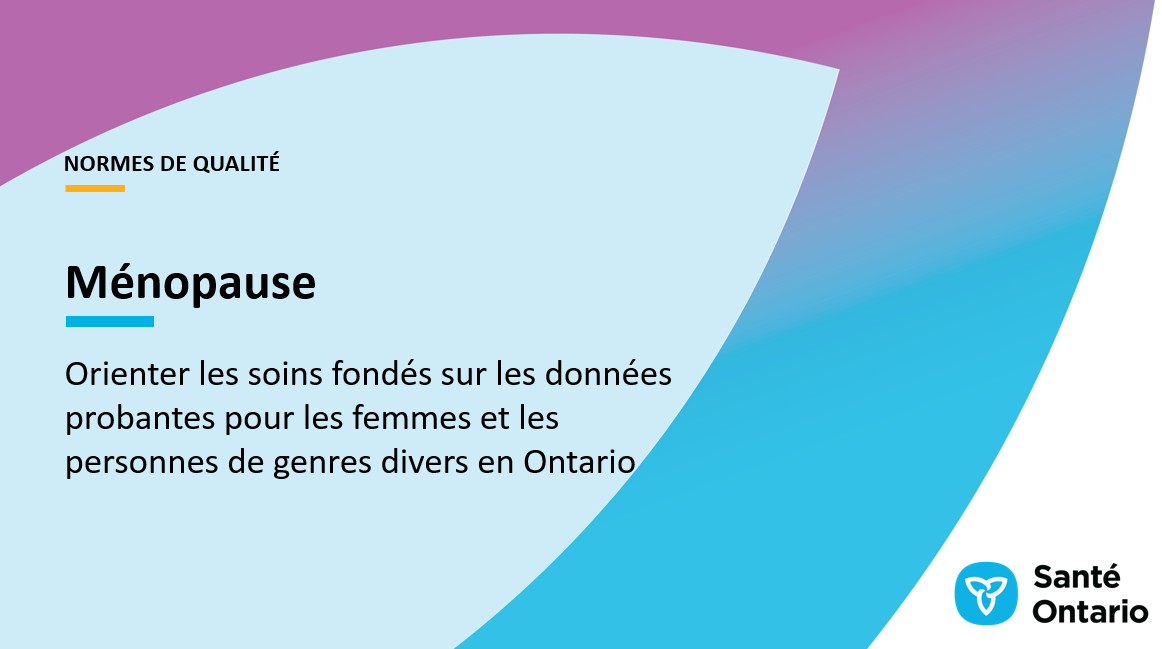 NORMES DE QUALITÉ
Ménopause
Orienter les soins fondés sur les données
probantes pour les femmes et les
personnes de genres divers en Ontario
Santé
Ontario